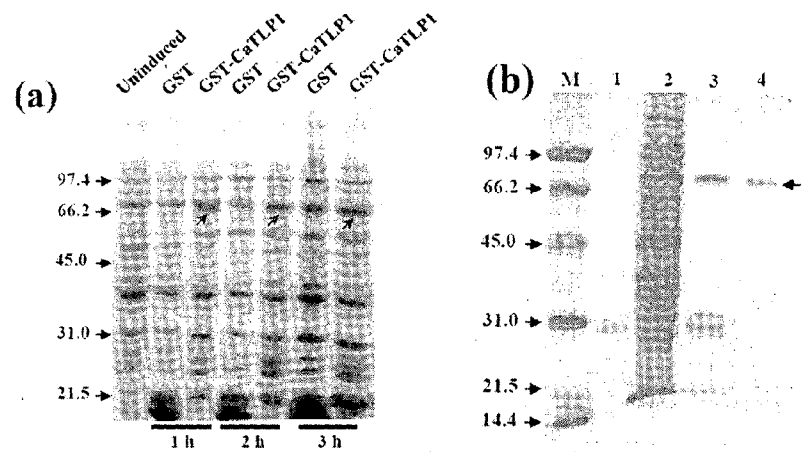 (a)
Uninduced
GST
GST-CaTLP1
GST
GST-CaTLP1
GST
GST-CaTLP1
97.4
66.2
45.0
31.0
21.5
1 h
2 h
3 h
(b)
M 1 2 3 4
97.4
66.2
45.0
31.0
21.5
14.4